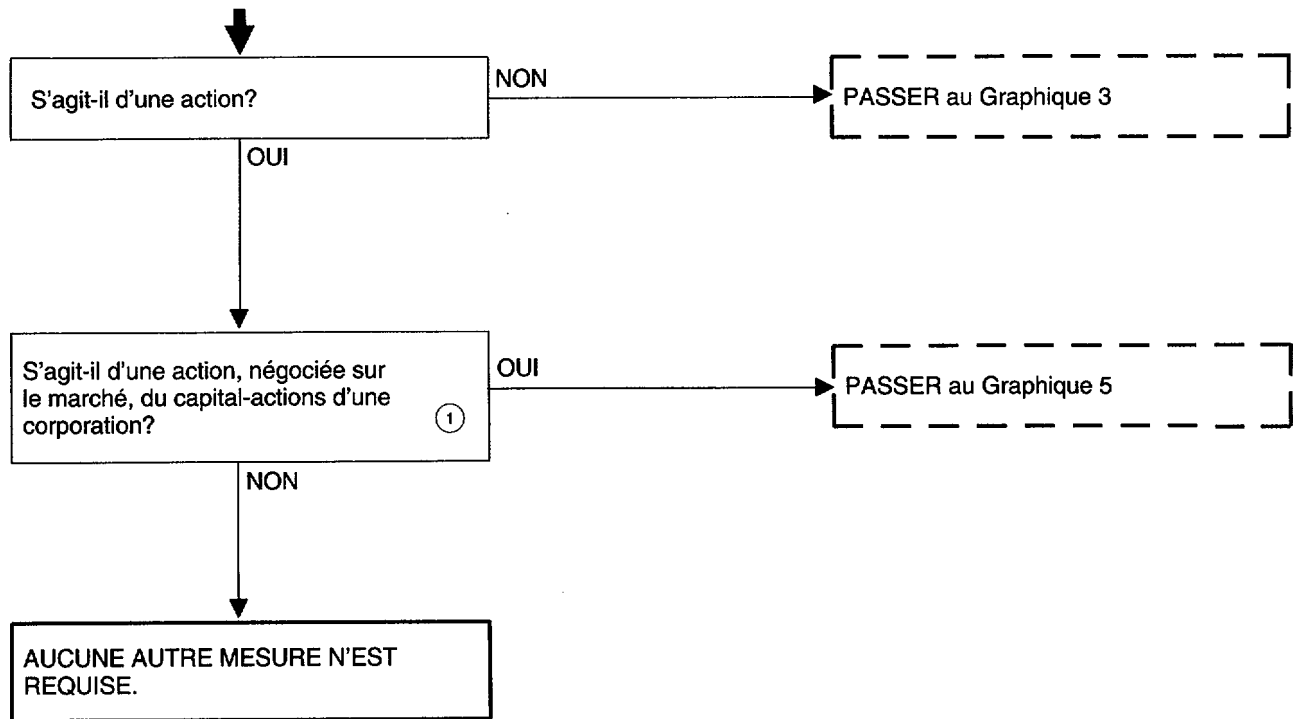 S'agit-il d'une action?
NON
PASSER au Graphique 3
OUI
S'agit-il d'une action, négociée sur
le marché, du capital-actions d'une
corporation?
1
OUI
PASSER au Graphique 5
NON
AUCUNE AUTRE MESURE N'EST
REQUISE.